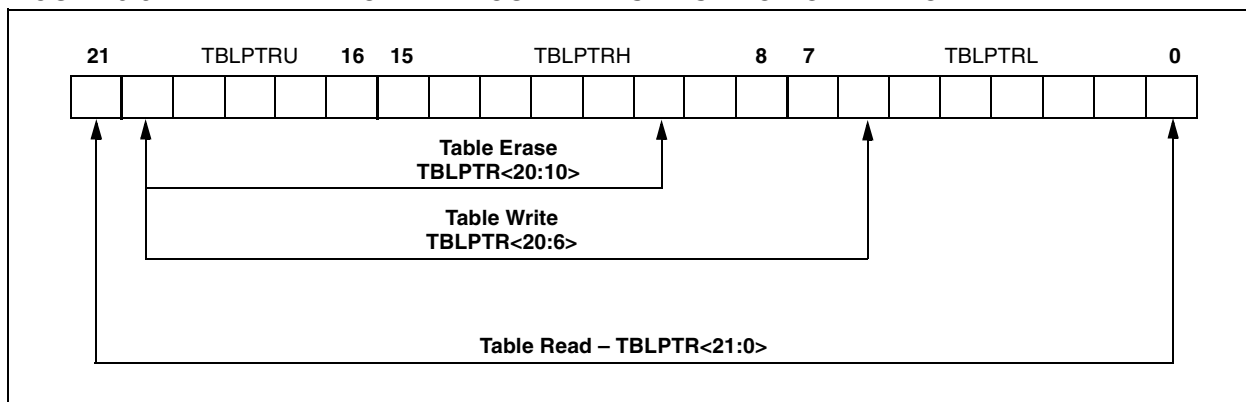 21 TBLPTRU 16 15 TBLPTRH 8 7 TBLPTRL 0
Table Erase
TBLPTR<20:10>
Table Write
TBLPTR<20:6>
Table Read – TBLPTR<21:0>